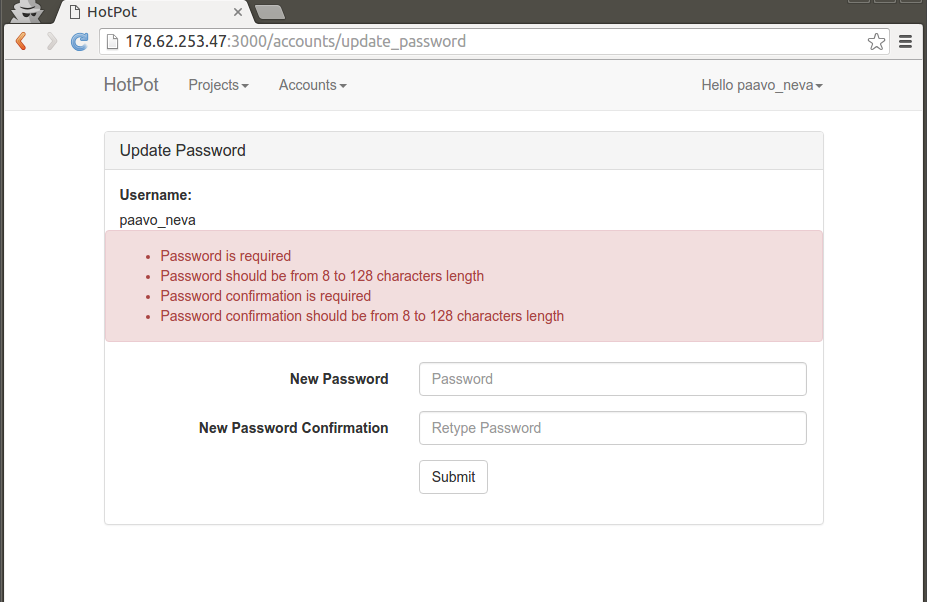 HotPot
178.62.253.47:3000/accounts/update_password
HotPot Projects Accounts Hello paavo_neva
Update Password
Username:
paavo_neva
Password is required
Password should be from 8 to 128 characters length
Password confirmation is required
Password confirmation should be from 8 to 128 characters length
New Password Password
New Password Confirmation Retype Password
Submit